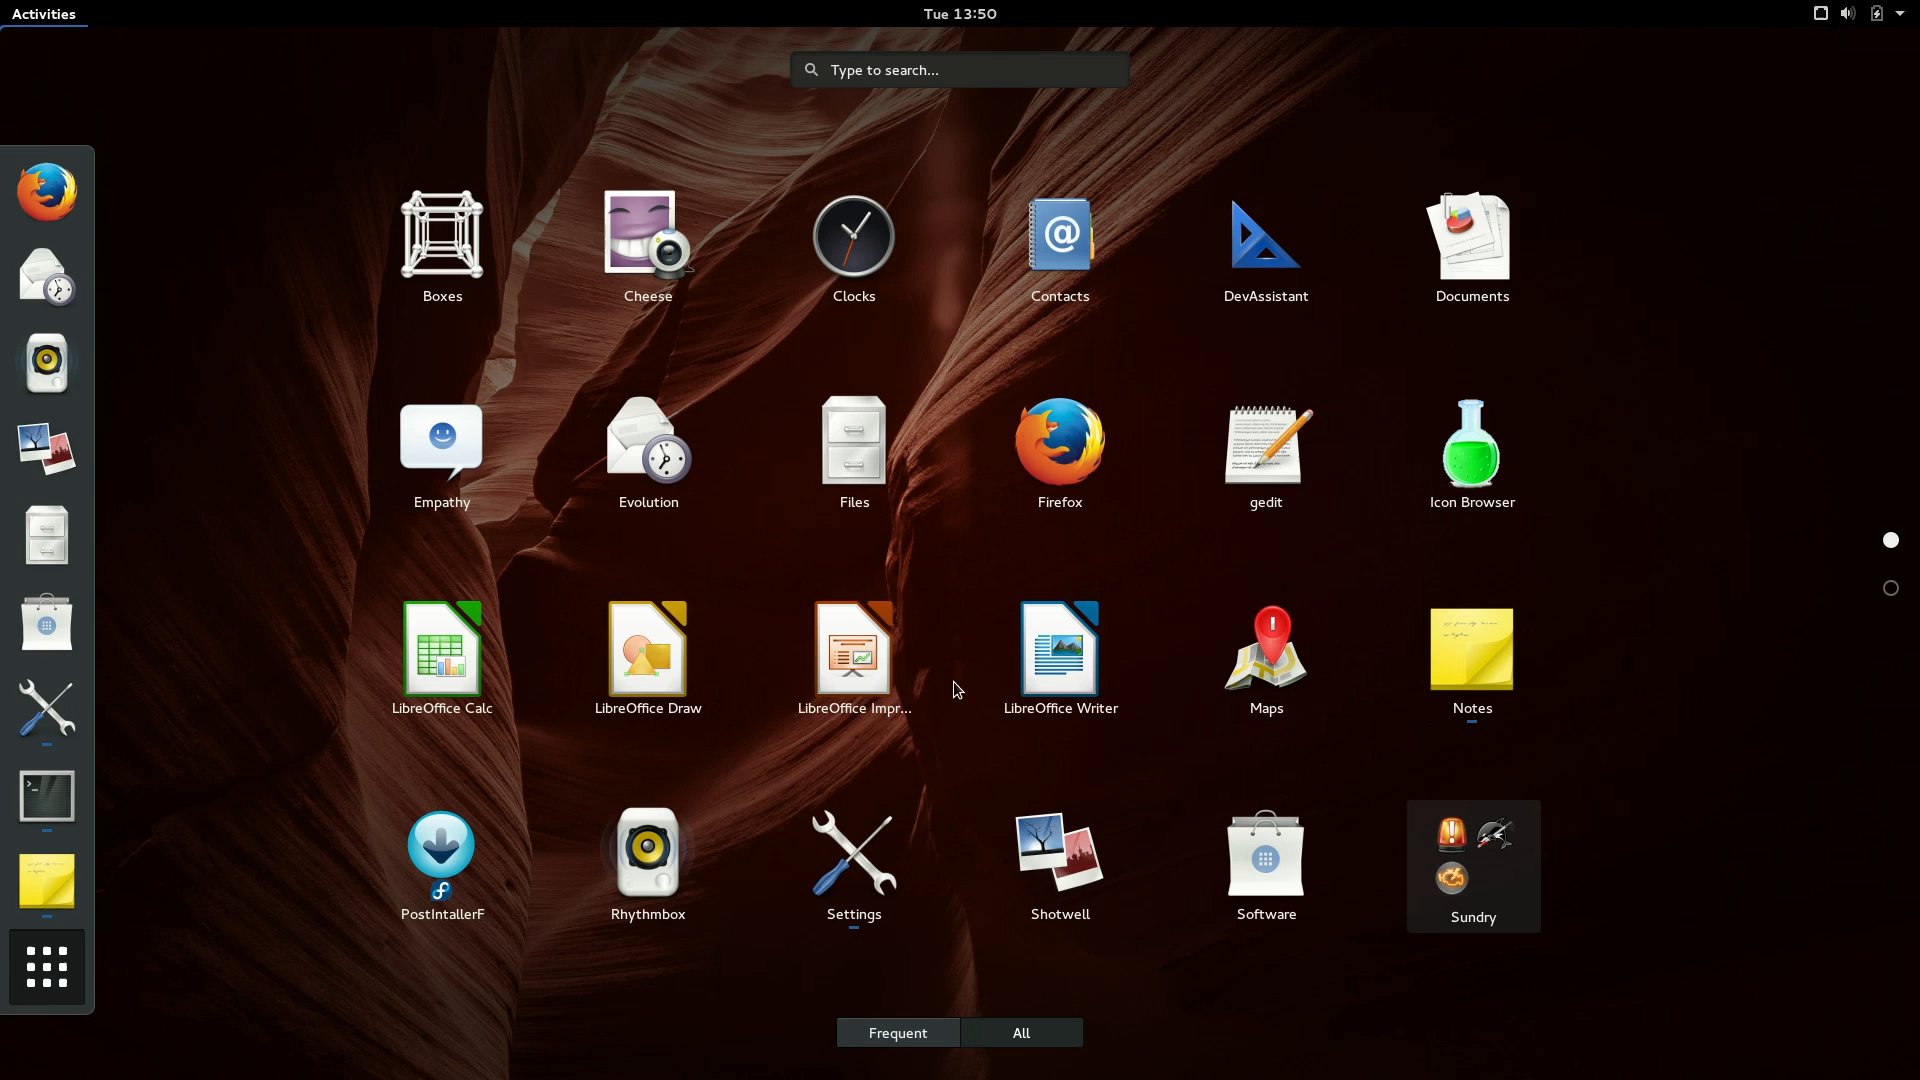 Activities
Tue 13:50
Type to search...
Boxes
Cheese
Clocks
Contacts
DevAssistant
Documents
Empathy
Evolution
Files
Firefox
gedit
Icon Browser
LibreOffice Calc
LibreOffice Draw
LibreOffice Impr...
LibreOffice Writer
Maps
Notes
PostIntallerF
Rhythmbox
Settings
Shotwell
Software
Sundry
Frequent
All